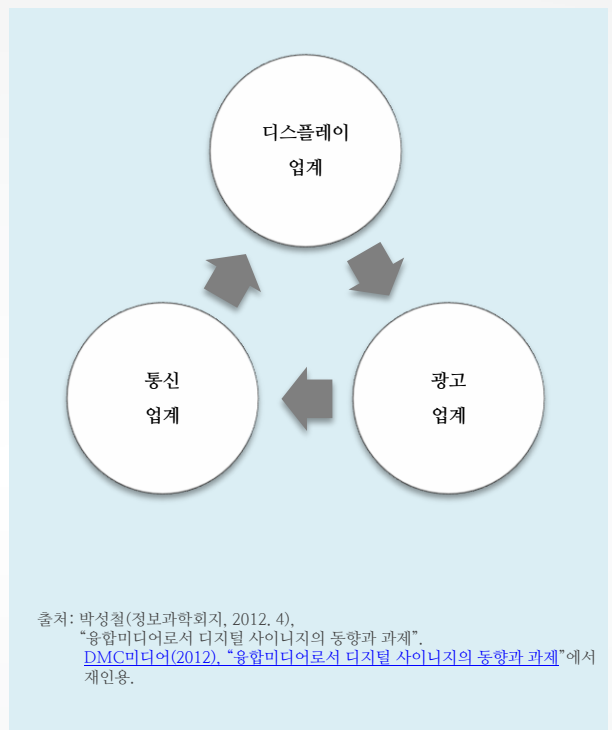 디스플레이
업계
통신
업계
광고
업계
출처: 박성철(정보과학회지, 2012. 4),
“융합미디어로서 디지털 사이니지의 동향과 과제”.
DMC미디어(2012), “융합미디어로서 디지털 사이니지의 동향과 과제”에서
재인용.